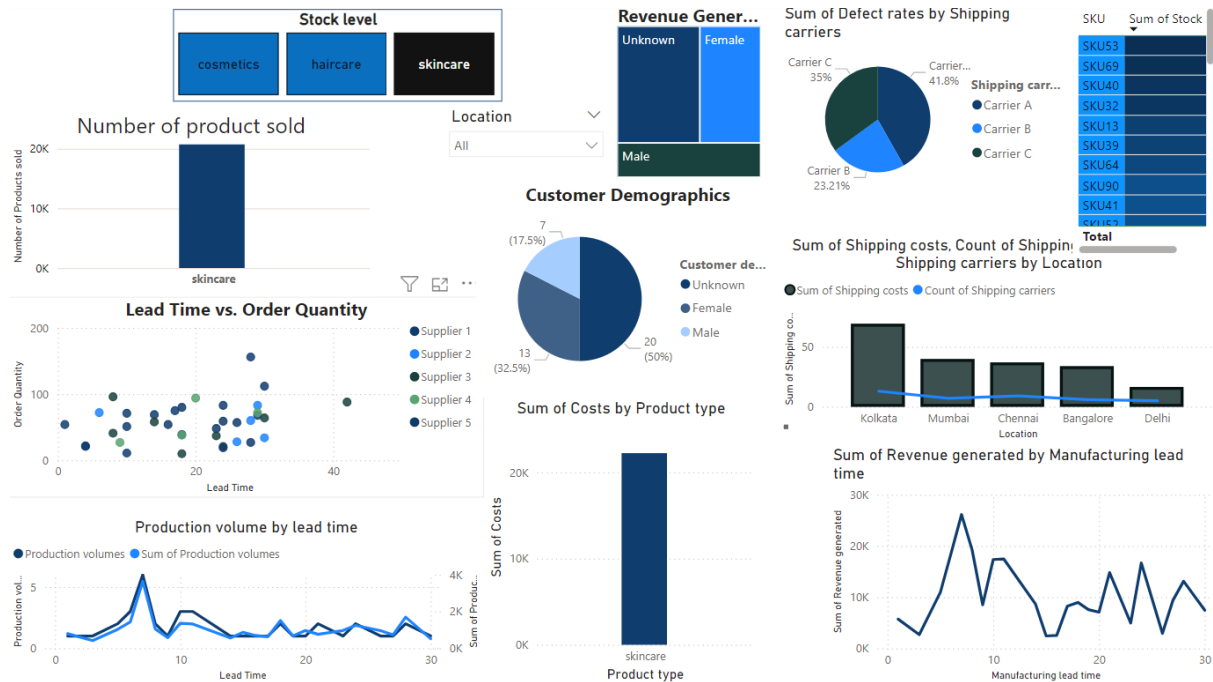 Stock level
cosmetics
haircare
skincare
Revenue Gener...
Unknown
Female
Male
Sum of Defect rates by Shipping
carriers
Carrier C
35%
Carrier...
41.8%
Carrier B
23.21%
Shipping carr...
Carrier A
Carrier B
Carrier C
SKU
Sum of Stock
SKU53
SKU69
SKU40
SKU32
SKU13
SKU39
SKU64
SKU90
SKU41
Total
Number of product sold
Number of Products sold
20K
10K
0K
skincare
Location
All
Customer Demographics
7
(17.5%)
13
(32.5%)
20
(50%)
Customer de...
Unknown
Female
Male
Sum of Shipping costs, Count of Shipping
Shipping carriers by Location
Sum of Shipping costs
Count of Shipping carriers
Sum of Shipping co...
50
0
Kolkata
Mumbai
Chennai
Bangalore
Delhi
Location
Lead Time vs. Order Quantity
Order Quantity
200
100
0
0
20
40
Lead Time
Supplier 1
Supplier 2
Supplier 3
Supplier 4
Supplier 5
Sum of Costs by Product type
Sum of Costs
20K
10K
0K
skincare
Product type
Sum of Revenue generated by Manufacturing lead
time
Sum of Revenue generated
30K
20K
10K
0K
0
10
20
30
Manufacturing lead time
Production volume by lead time
Production volumes
Sum of Production volumes
Production vol...
5
0
4K
2K
0K
Sum of Produc...
0
10
20
30
Lead Time